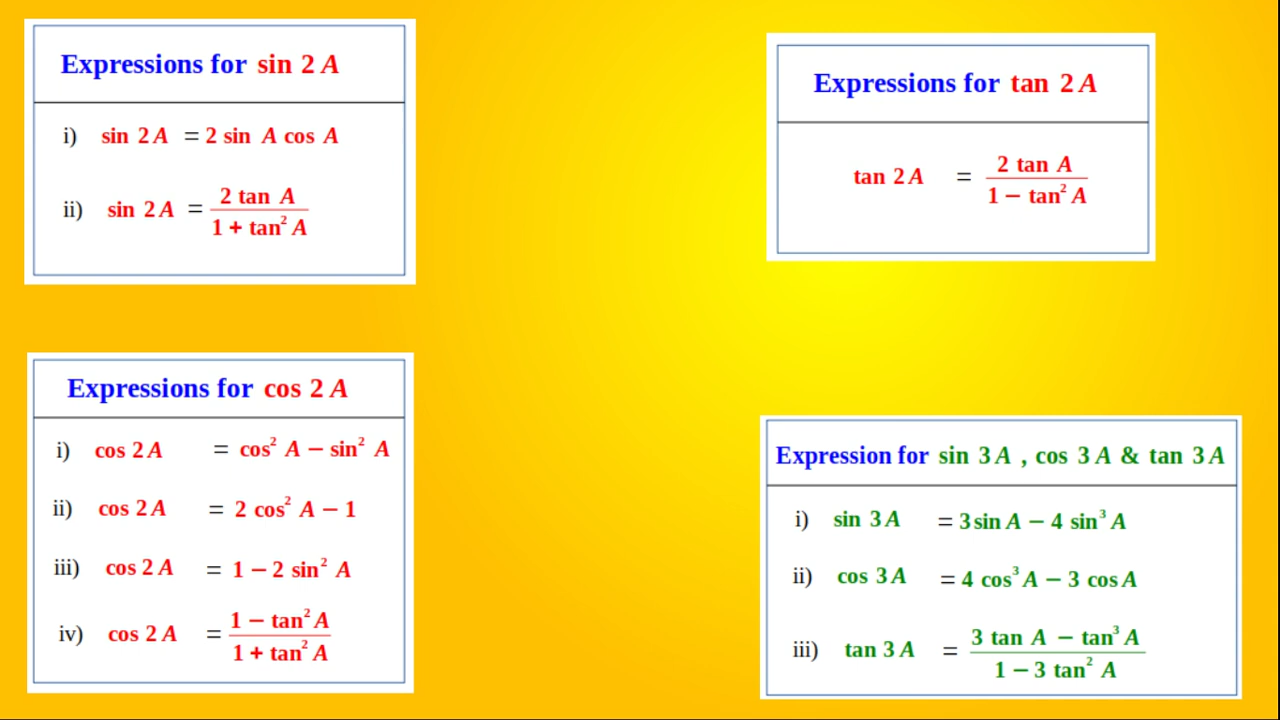 Expressions for sin 2A
i) sin 2A = 2 sin A cos A
ii) sin 2A = 2 tan A / 1 + tan² A
Expressions for tan 2A
tan 2A = 2 tan A / 1 − tan² A
Expressions for cos 2A
i) cos 2A = cos² A − sin² A
ii) cos 2A = 2 cos² A − 1
iii) cos 2A = 1 − 2 sin² A
iv) cos 2A = 1 − tan² A / 1 + tan² A
Expression for sin 3A , cos 3A & tan 3A
i) sin 3A = 3 sin A − 4 sin³ A
ii) cos 3A = 4 cos³ A − 3 cos A
iii) tan 3A = 3 tan A − tan³ A / 1 − 3 tan² A